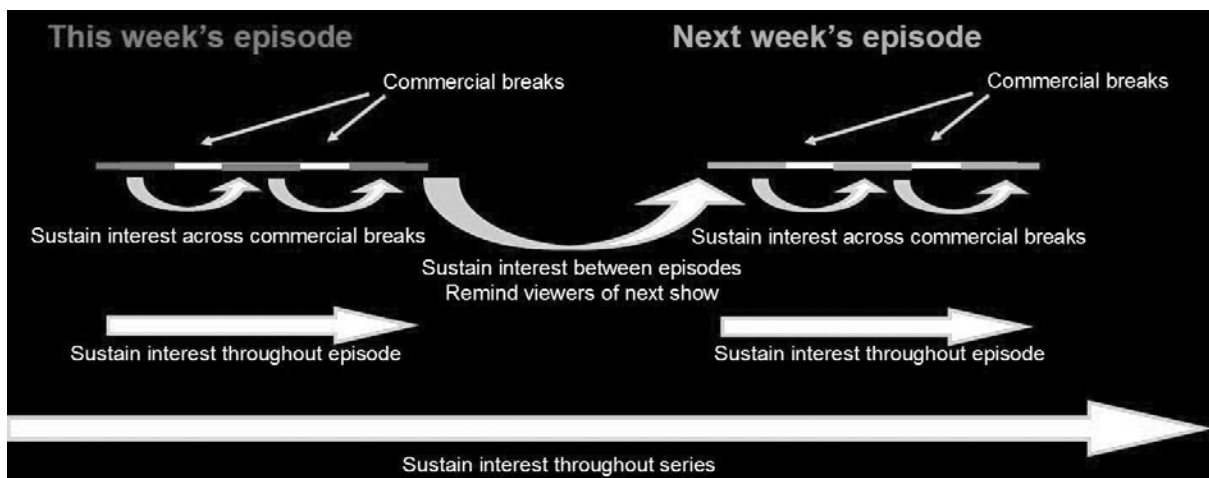 This week's episode
Next week's episode
Commercial breaks
Commercial breaks
Sustain interest across commercial breaks
Sustain interest across commercial breaks
Sustain interest between episodes
Remind viewers of next show
Sustain interest throughout episode
Sustain interest throughout episode
Sustain interest throughout series